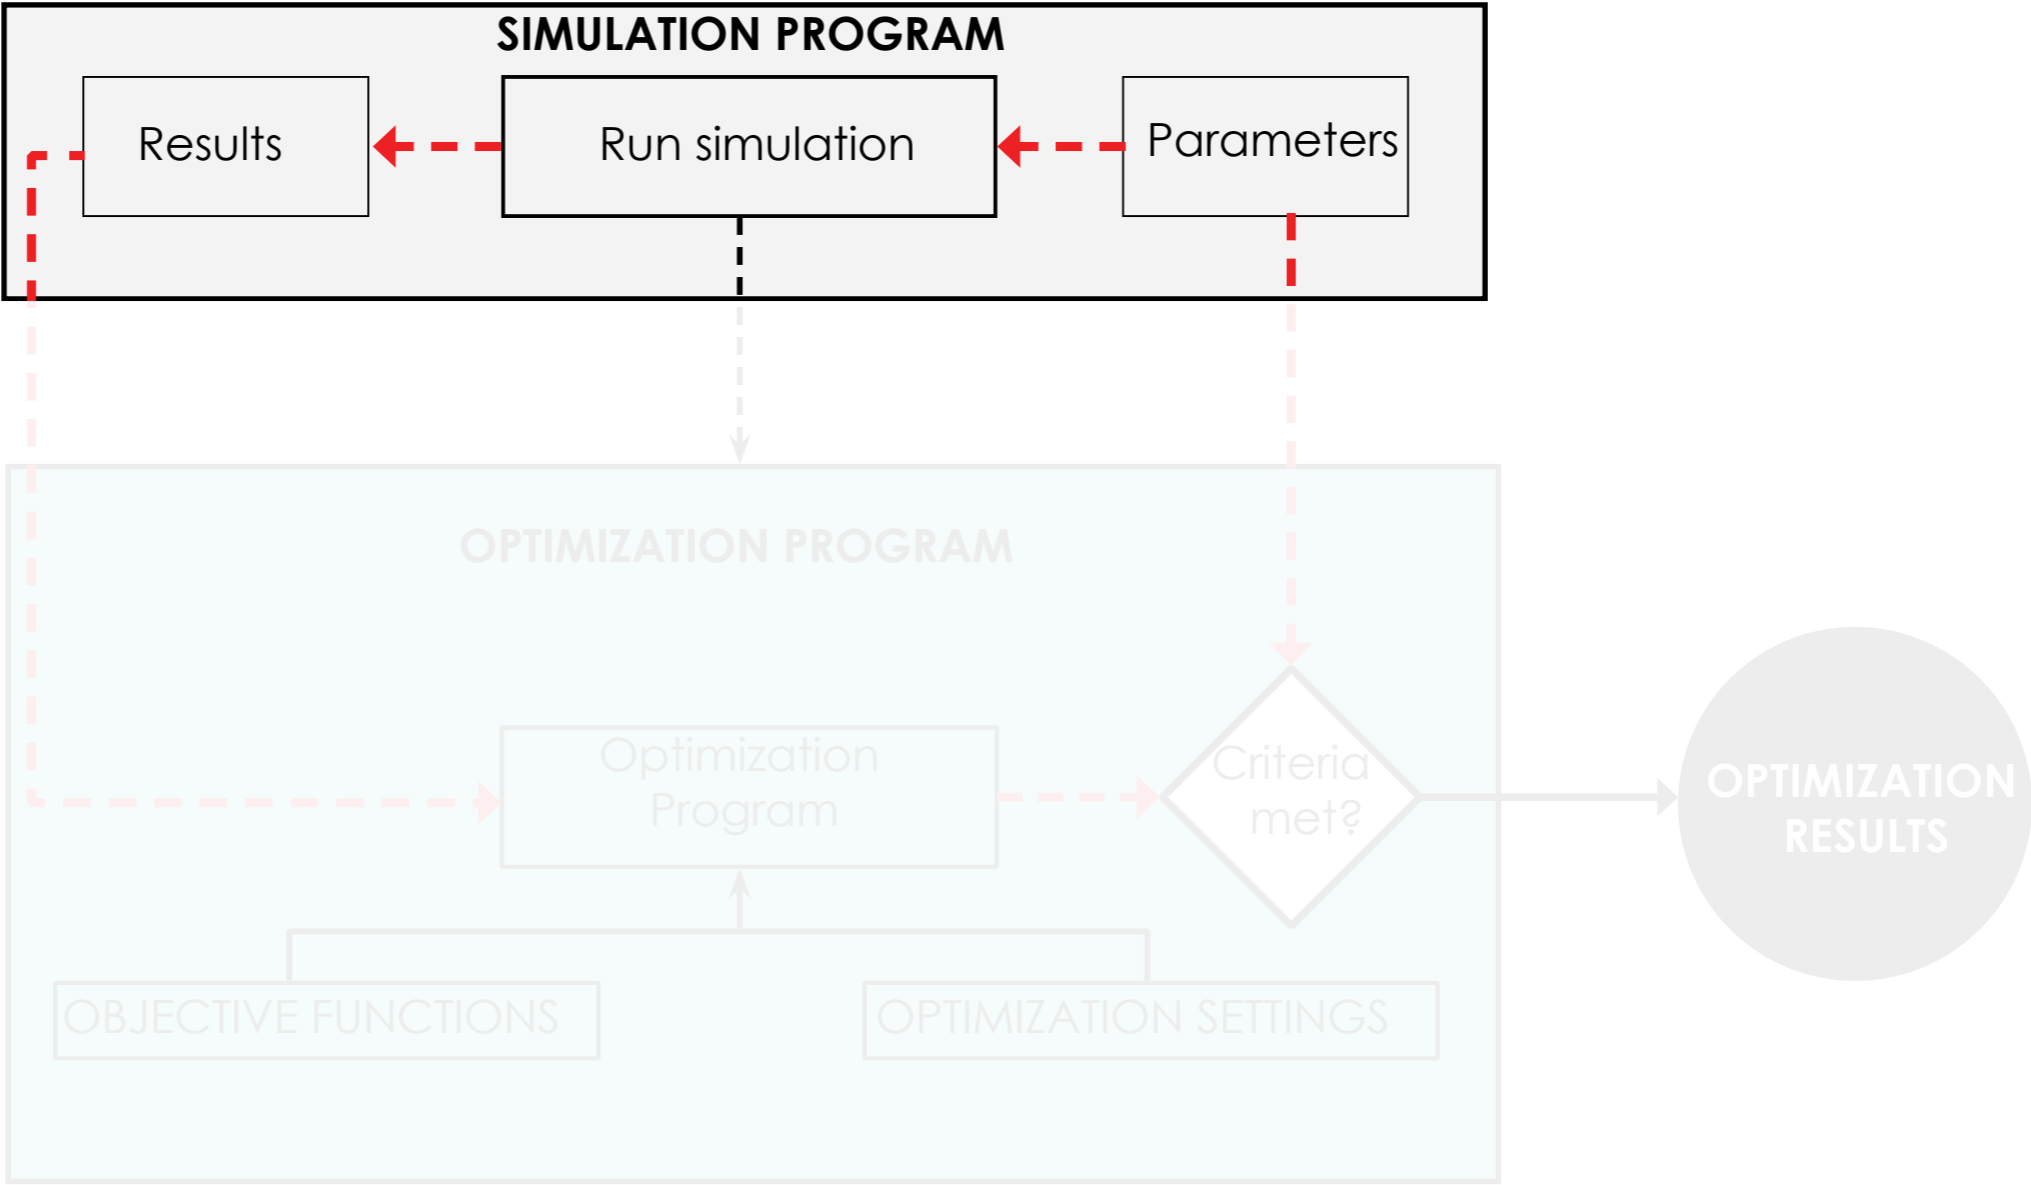 SIMULATION PROGRAM
Results
Run simulation
Parameters
OPTIMIZATION PROGRAM
Optimization
Program
Criteria
met?
OPTIMIZATION
RESULTS
OBJECTIVE FUNCTIONS
OPTIMIZATION SETTINGS